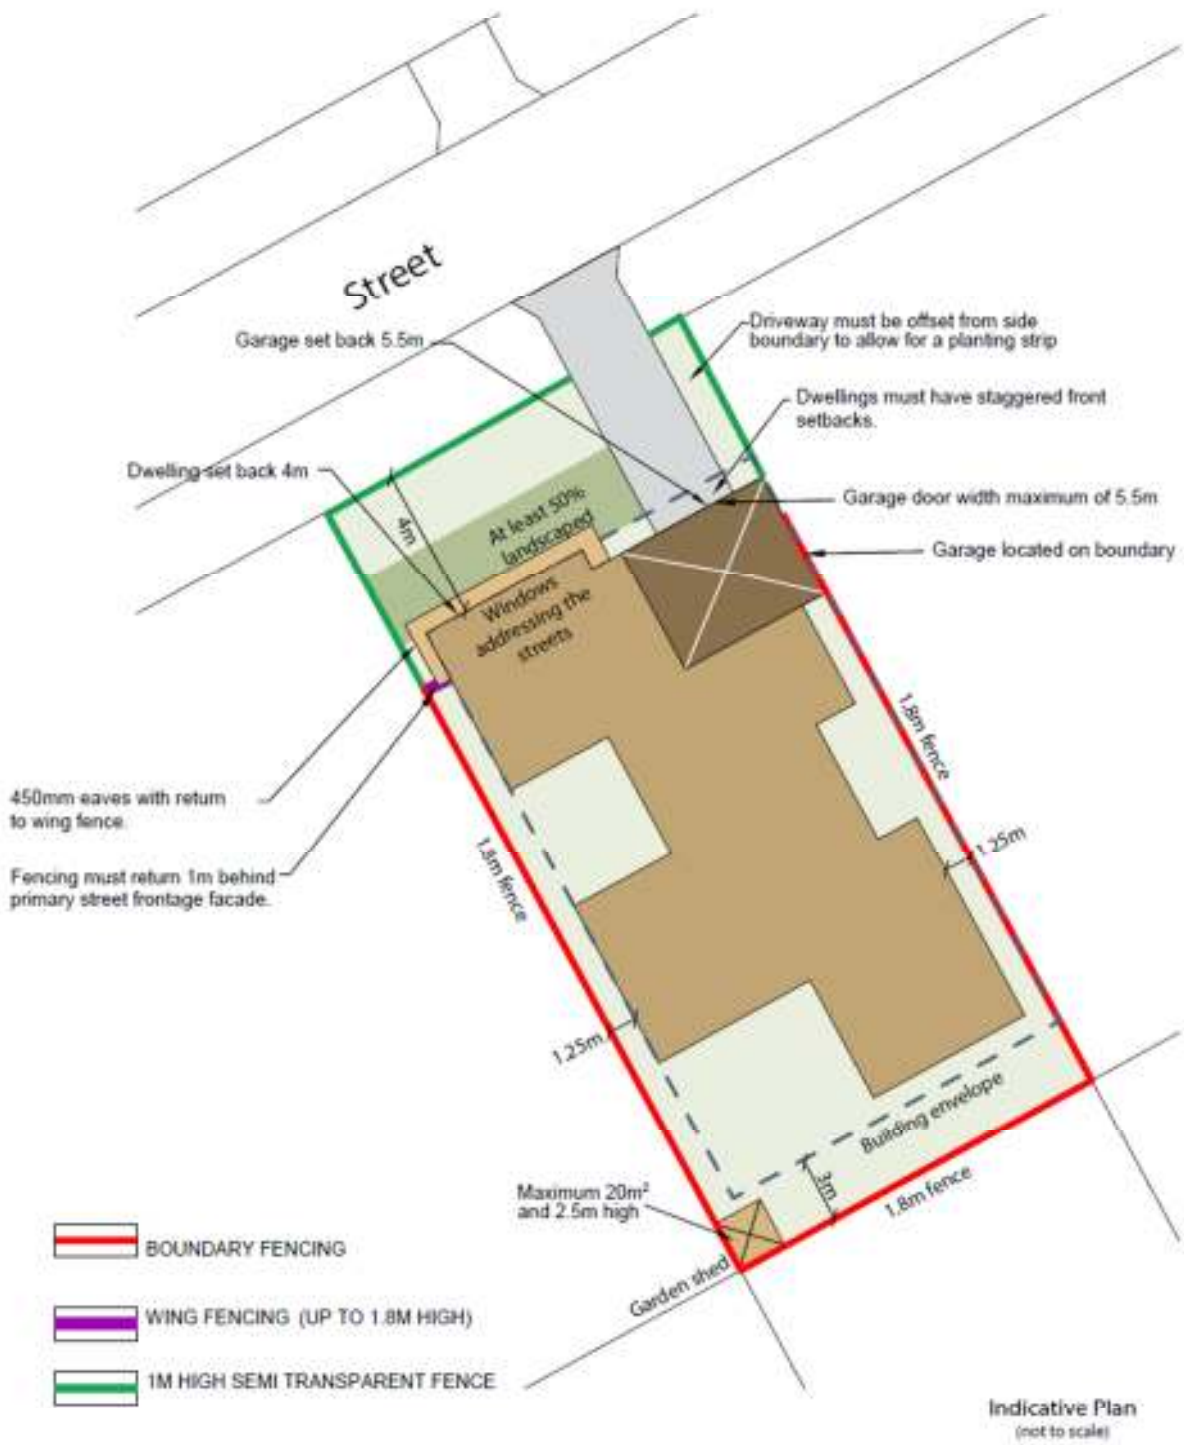 Street
Garage set back 5.5m
Driveway must be offset from side
boundary to allow for a planting strip
Dwellings must have staggered front
setbacks.
Dwelling set back 4m
Garage door width maximum of 5.5m
Garage located on boundary
4m
At least 50%
landscaped
Windows
addressing the
streets
450mm eaves with return
to wing fence.
Fencing must return 1m behind
primary street frontage facade.
1.8m fence
1.8m fence
1.25m
1.25m
Building envelope
3m
1.8m fence
Maximum 20m²
and 2.5m high
Garden shed
BOUNDARY FENCING
WING FENCING (UP TO 1.8M HIGH)
1M HIGH SEMI TRANSPARENT FENCE
Indicative Plan
(not to scale)